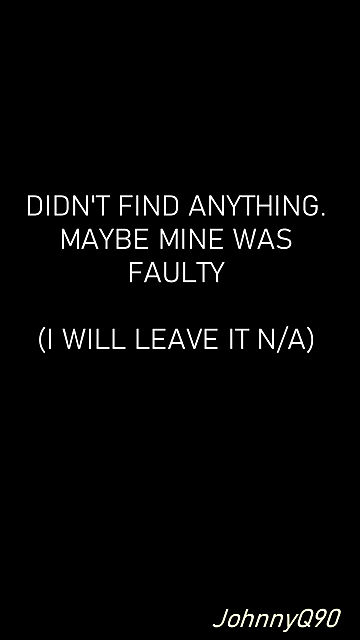 DIDN'T FIND ANYTHING.
MAYBE MINE WAS
FAULTY
(I WILL LEAVE IT N/A)
JohnnyQ90